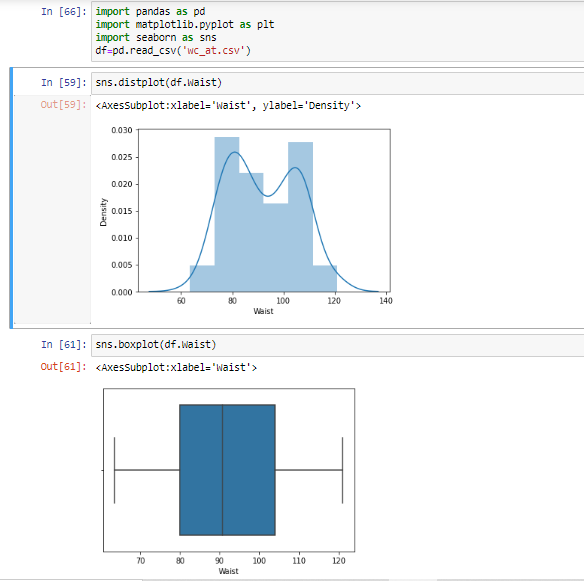 In [66]: import pandas as pd
import matplotlib.pyplot as plt
import seaborn as sns
df=pd.read_csv('wc_at.csv')
In [59]: sns.distplot(df.Waist)
Out[59]: <AxesSubplot:xlabel='Waist', ylabel='Density'>
0.030
0.025
0.020
0.015
0.010
0.005
0.000
Density
60 80 100 120 140
Waist
In [61]: sns.boxplot(df.Waist)
Out[61]: <AxesSubplot:xlabel='Waist'>
70 80 90 100 110 120
Waist